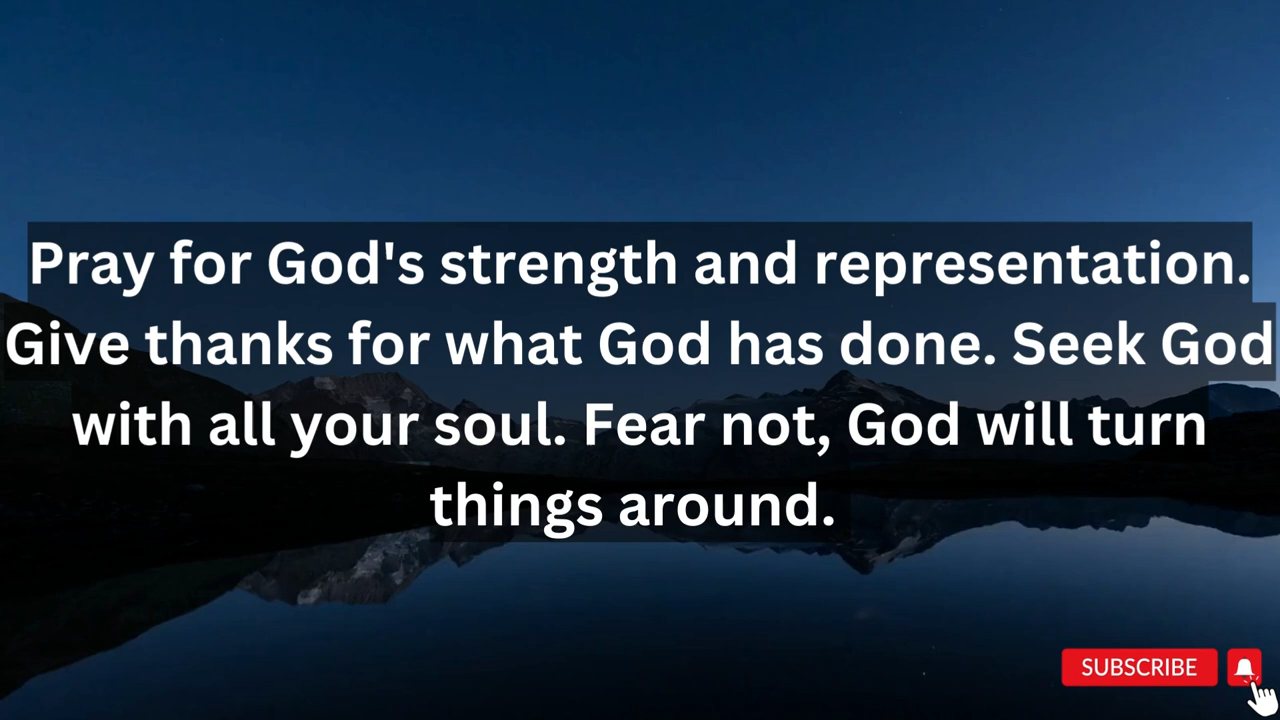 Pray for God's strength and representation.
Give thanks for what God has done. Seek God
with all your soul. Fear not, God will turn
things around.
SUBSCRIBE